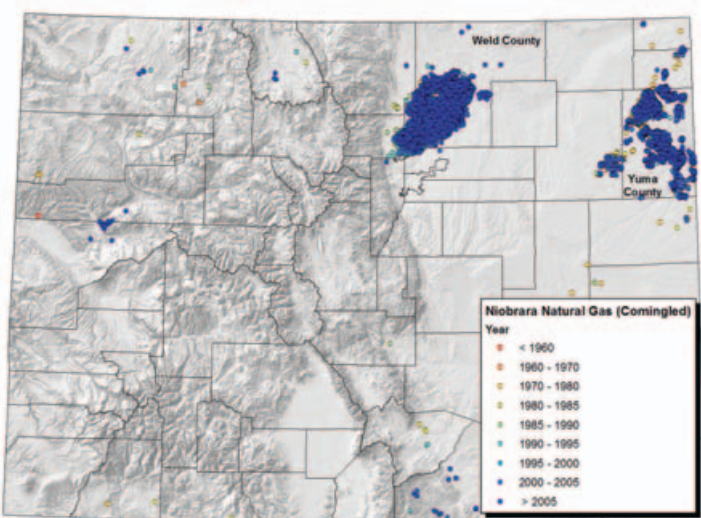 Weld County
Yuma
County
Niobrara Natural Gas (Comingled)
Year
< 1960
1960 - 1970
1970 - 1980
1980 - 1985
1985 - 1990
1990 - 1995
1995 - 2000
2000 - 2005
> 2005